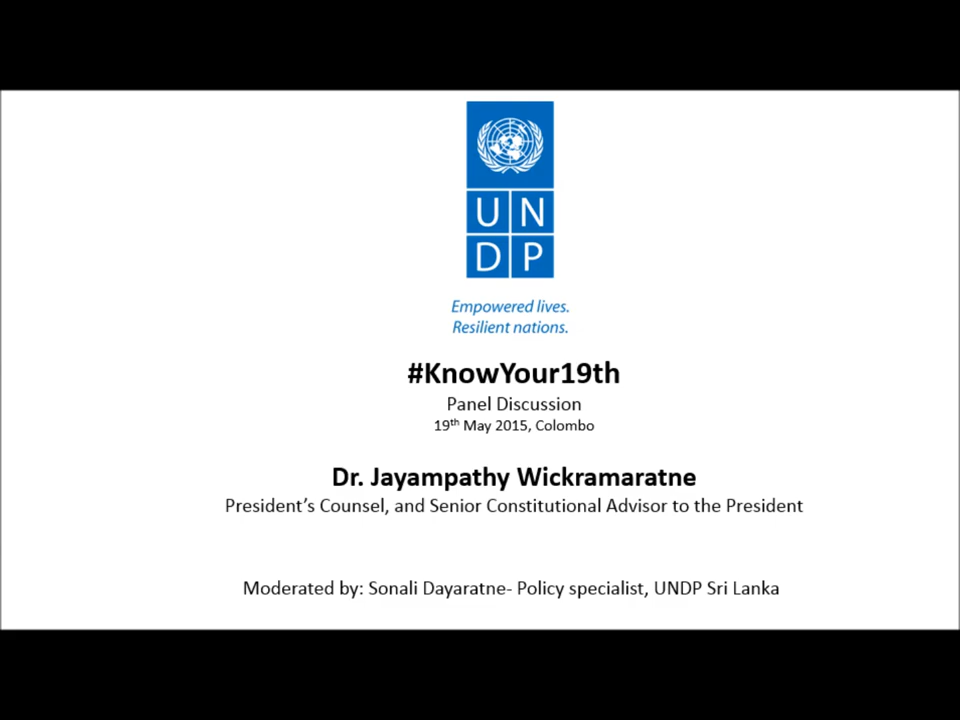 UN
DP
Empowered lives.
Resilient nations.
#KnowYour19th
Panel Discussion
19th May 2015, Colombo
Dr. Jayampathy Wickramaratne
President's Counsel, and Senior Constitutional Advisor to the President
Moderated by: Sonali Dayaratne- Policy specialist, UNDP Sri Lanka